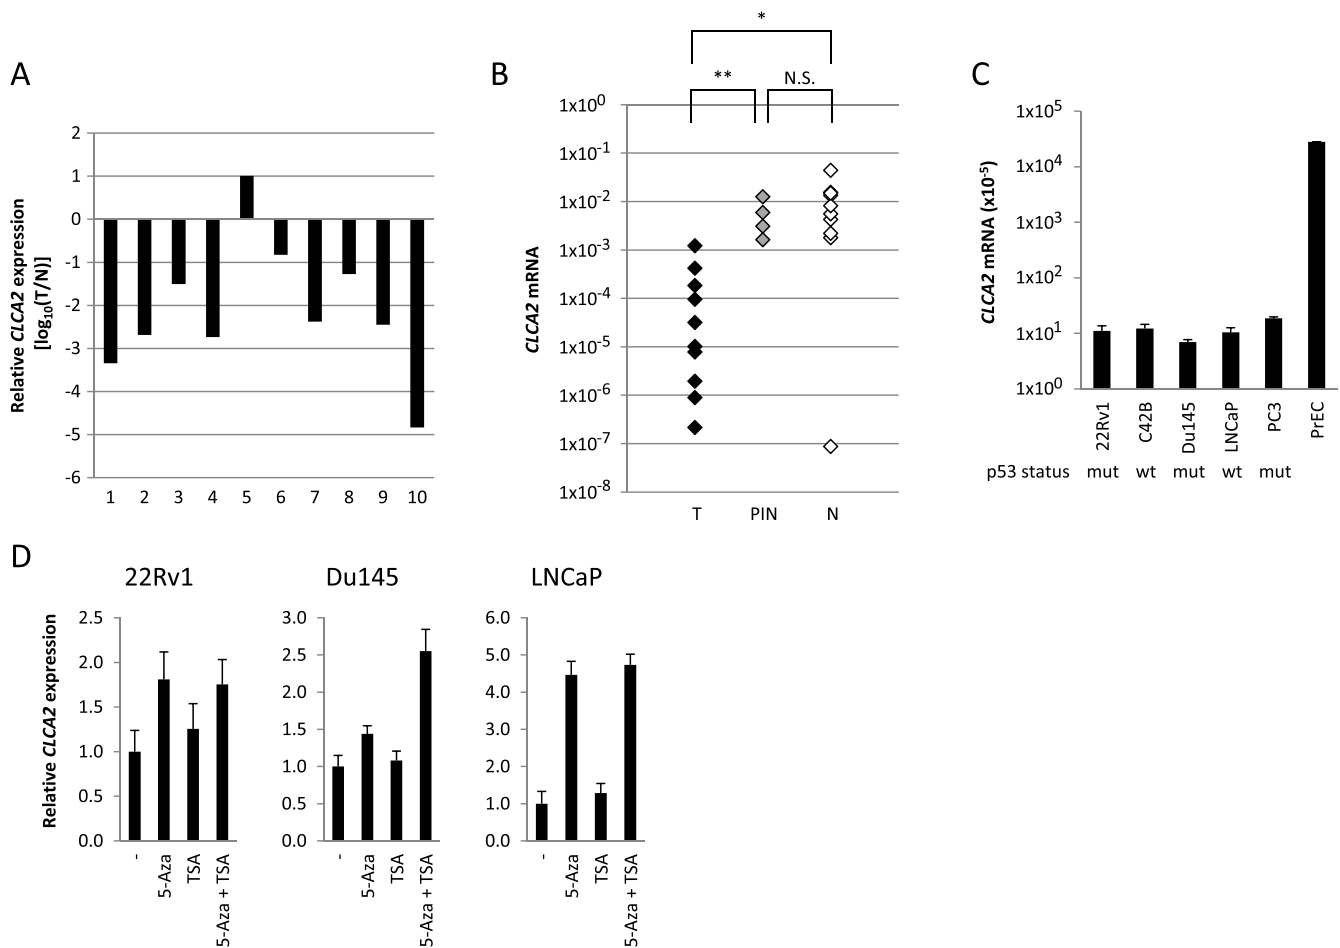 A
Relative CLCA2 expression
[log10(T/N)]
2
1
0
-1
-2
-3
-4
-5
-6
1 2 3 4 5 6 7 8 9 10
B
*
**
N.S.
CLCA2 mRNA
1x10^0
1x10^-1
1x10^-2
1x10^-3
1x10^-4
1x10^-5
1x10^-6
1x10^-7
1x10^-8
T PIN N
C
CLCA2 mRNA (x10^-5)
1x10^5
1x10^4
1x10^3
1x10^2
1x10^1
1x10^0
22Rv1 C42B Du145 LNCaP PC3 PrEC
p53 status mut wt mut wt mut
D
Relative CLCA2 expression
22Rv1
2.5
2.0
1.5
1.0
0.5
0.0
-
5-Aza
TSA
5-Aza + TSA
Du145
3.0
2.5
2.0
1.5
1.0
0.5
0.0
-
5-Aza
TSA
5-Aza + TSA
LNCaP
6.0
5.0
4.0
3.0
2.0
1.0
0.0
-
5-Aza
TSA
5-Aza + TSA